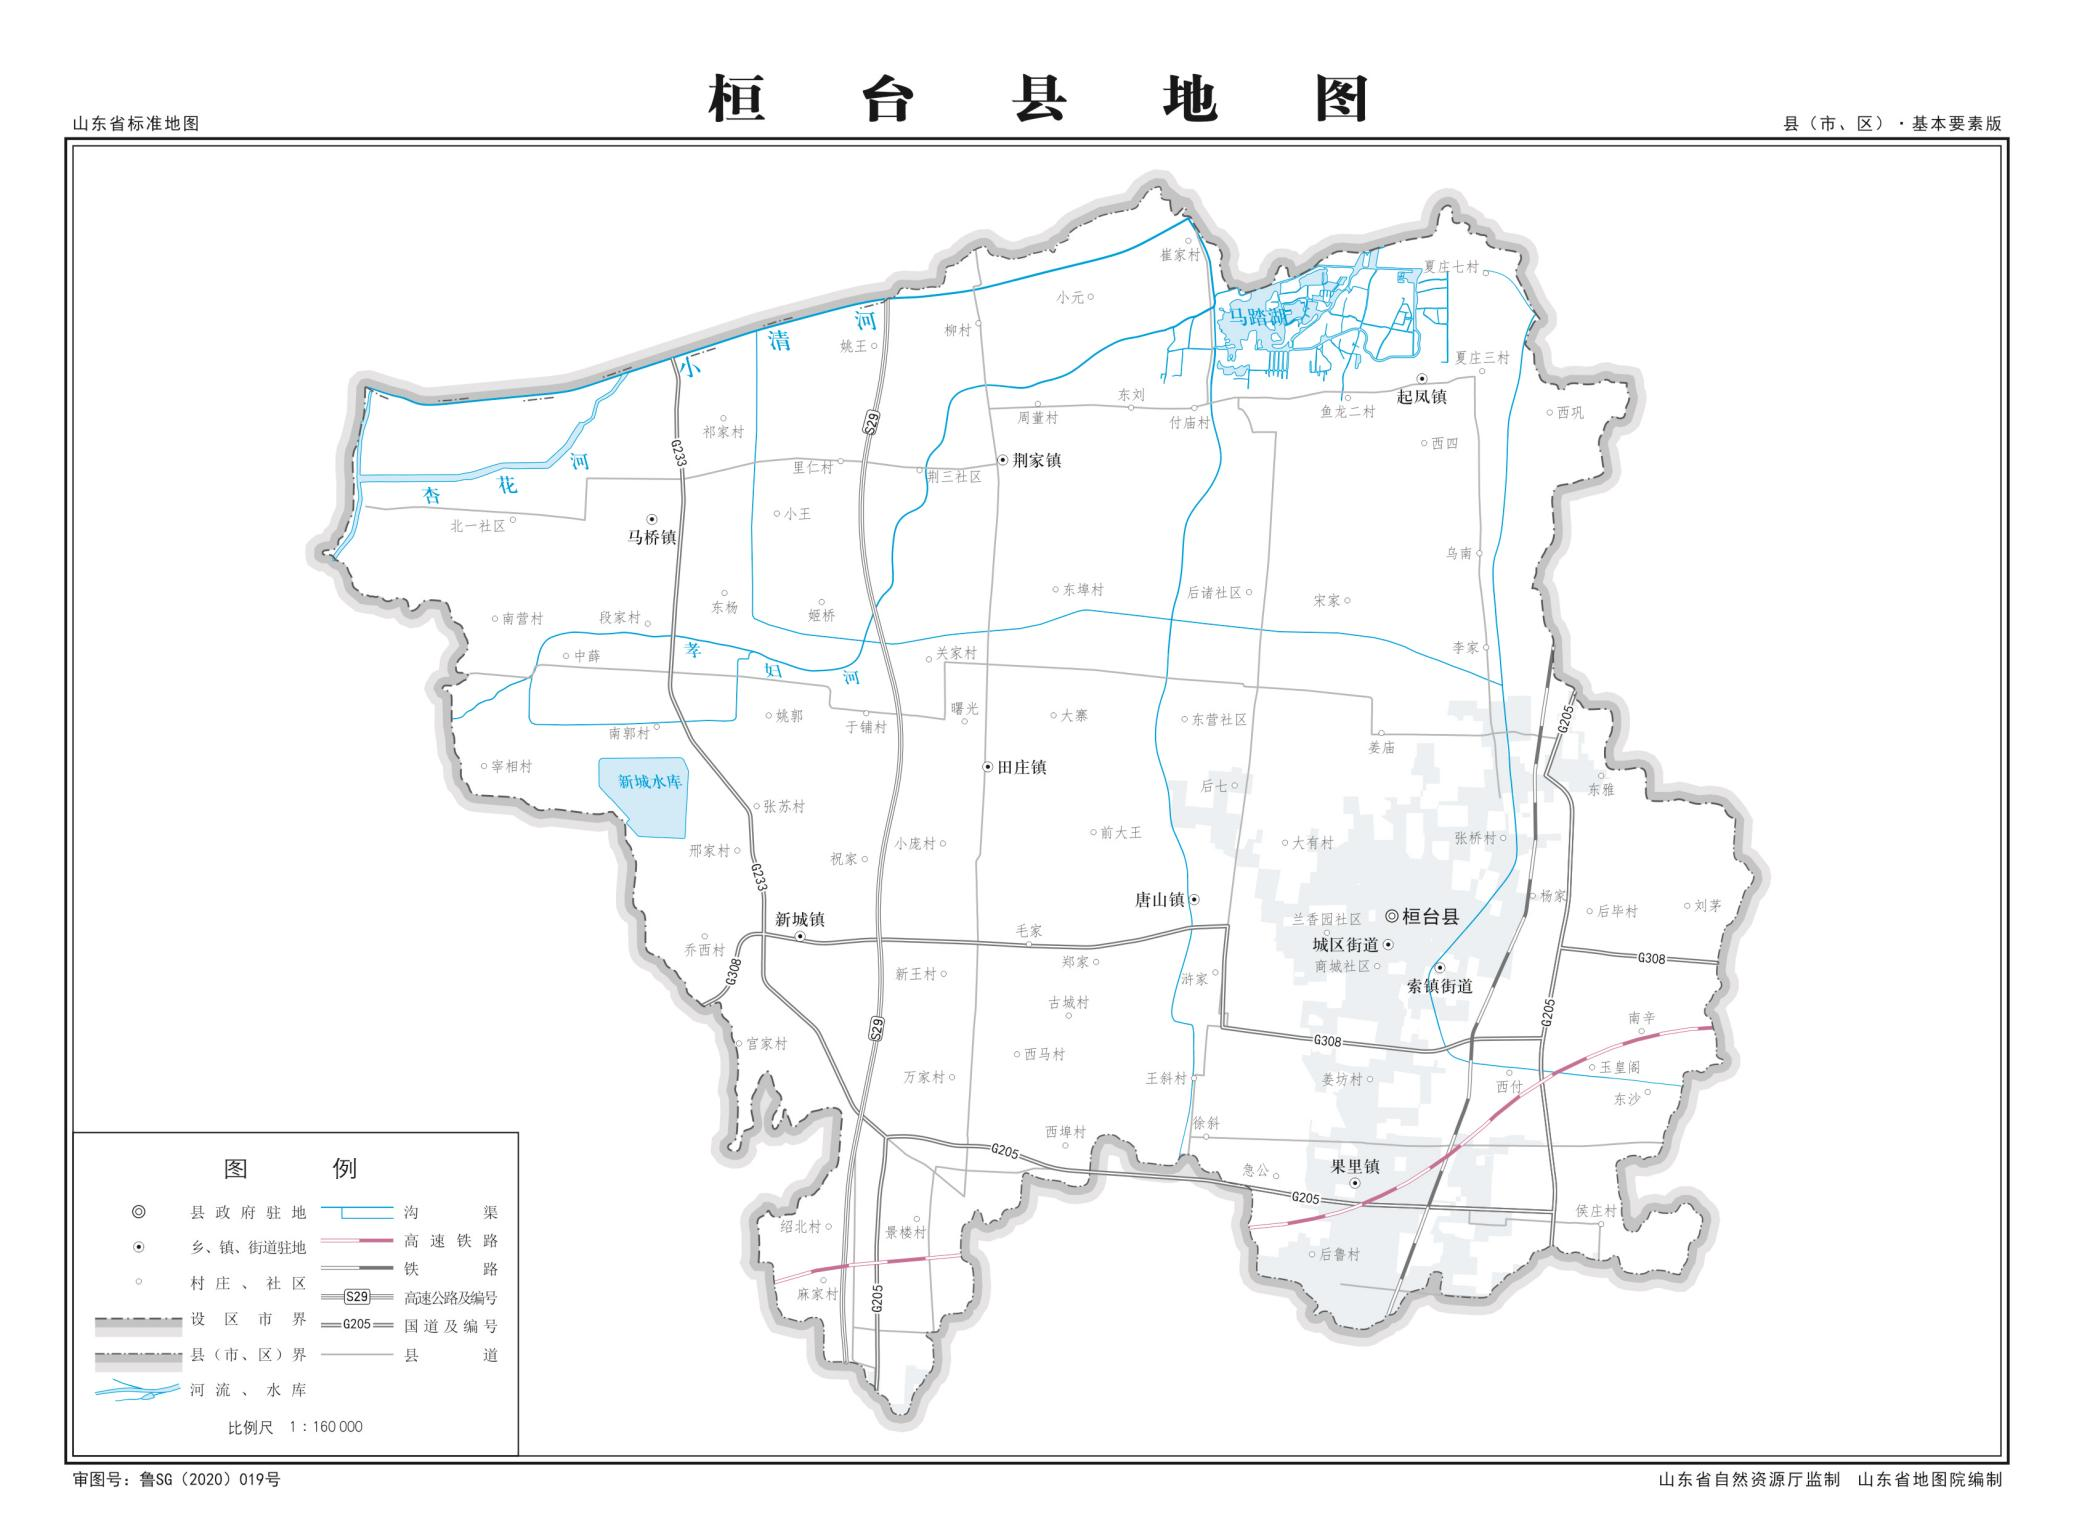 桓台县地图
山东省标准地图
县（市、区）·基本要素版
崔家村
夏庄七村
小元
马踏湖
河
柳村
清
姚王
夏庄三村
小
起凤镇
东刘
鱼龙二村
西巩
周董村
付庙村
祁家村
S29
西四
G233
河
里仁村
荆家镇
荆三社区
花
杏
小王
北一社区
马桥镇
乌南
东埠村
后诸社区
宋家
东杨
姬桥
南营村
段家村
孝
李家
中薛
关家村
妇
河
曙光
姚郭
大寨
东营社区
G205
于铺村
南郭村
姜庙
宰相村
田庄镇
新城水库
后七
东雅
张苏村
前大王
张桥村
小庞村
大有村
邢家村
祝家
G233
杨家
唐山镇
刘茅
后毕村
新城镇
兰香园社区
桓台县
毛家
城区街道
乔西村
郑家
商城社区
G308
G308
新王村
浒家
索镇街道
古城村
G205
南辛
S29
宫家村
G308
西马村
玉皇阁
万家村
王斜村
姜坊村
西付
东沙
徐斜
西埠村
G205
果里镇
急公
G205
侯庄村
绍北村
景楼村
后鲁村
麻家村
G205
图例
县政府驻地
沟渠
乡、镇、街道驻地
高速铁路
村庄、社区
铁路
S29
高速公路及编号
设区市界
G205
国道及编号
县（市、区）界
县道
河流、水库
比例尺 1：160 000
审图号：鲁SG（2020）019号
山东省自然资源厅监制 山东省地图院编制